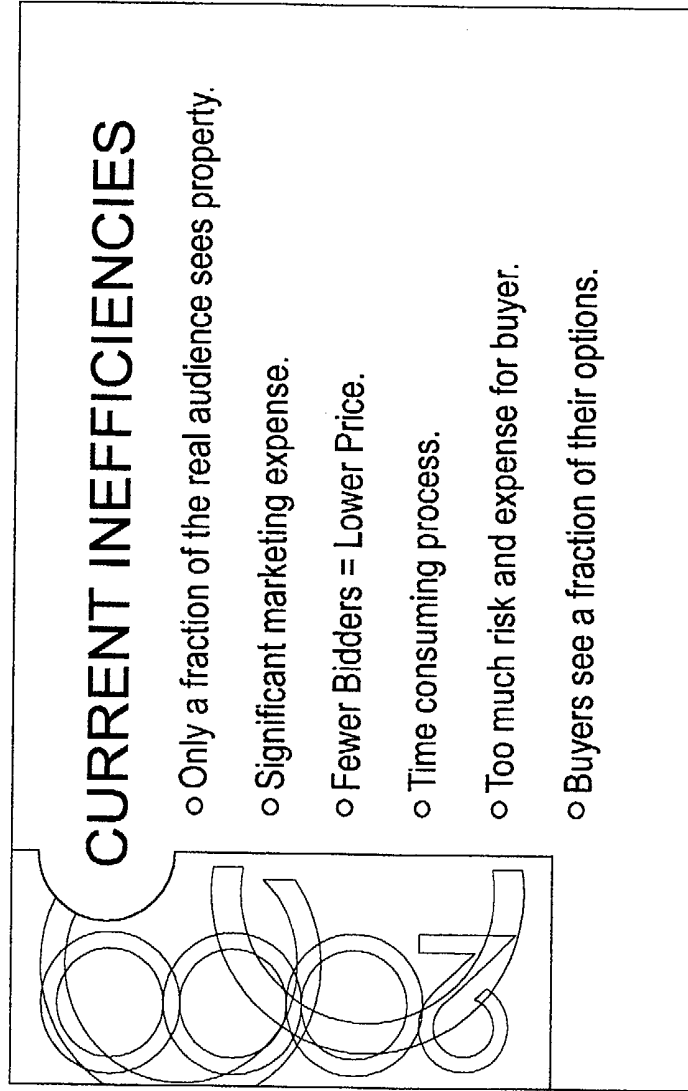 CURRENT INEFFICIENCIES
○ Only a fraction of the real audience sees property.
○ Significant marketing expense.
○ Fewer Bidders = Lower Price.
○ Time consuming process.
○ Too much risk and expense for buyer.
○ Buyers see a fraction of their options.